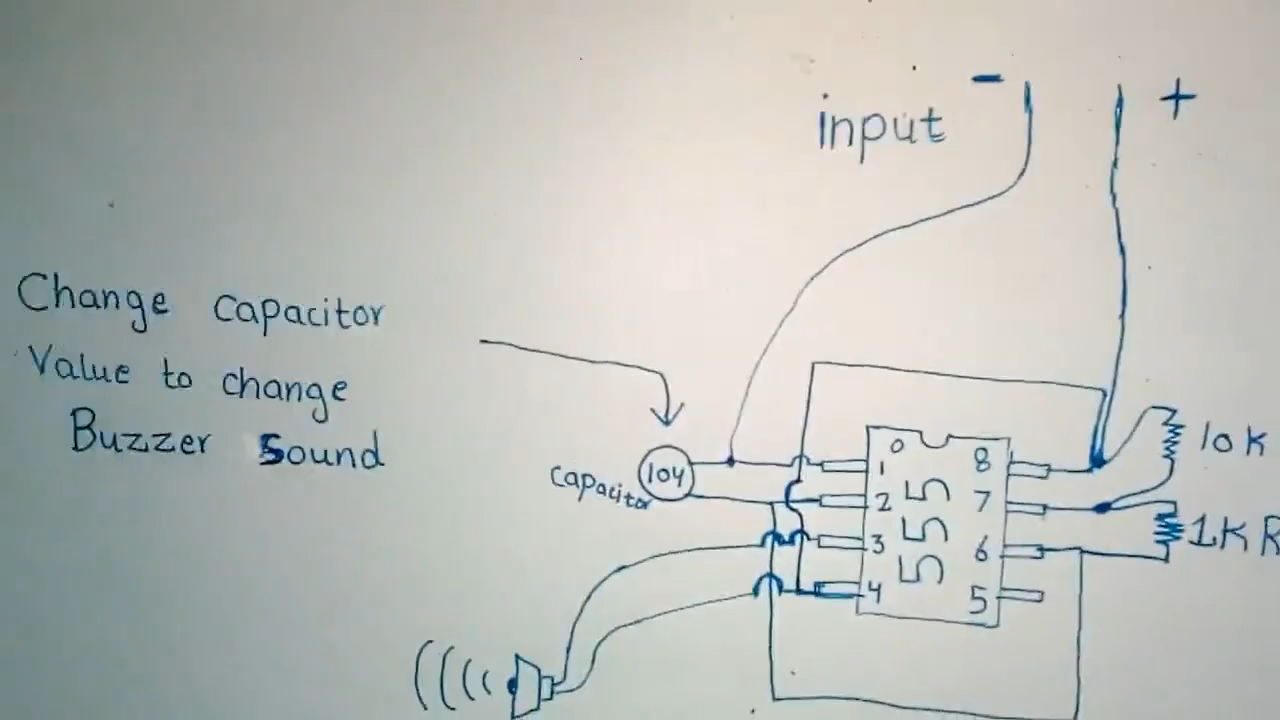 - +
input
Change Capacitor
Value to change
Buzzer Sound
Capacitor
104
10K
1KR
555
1
2
3
4
8
7
6
5